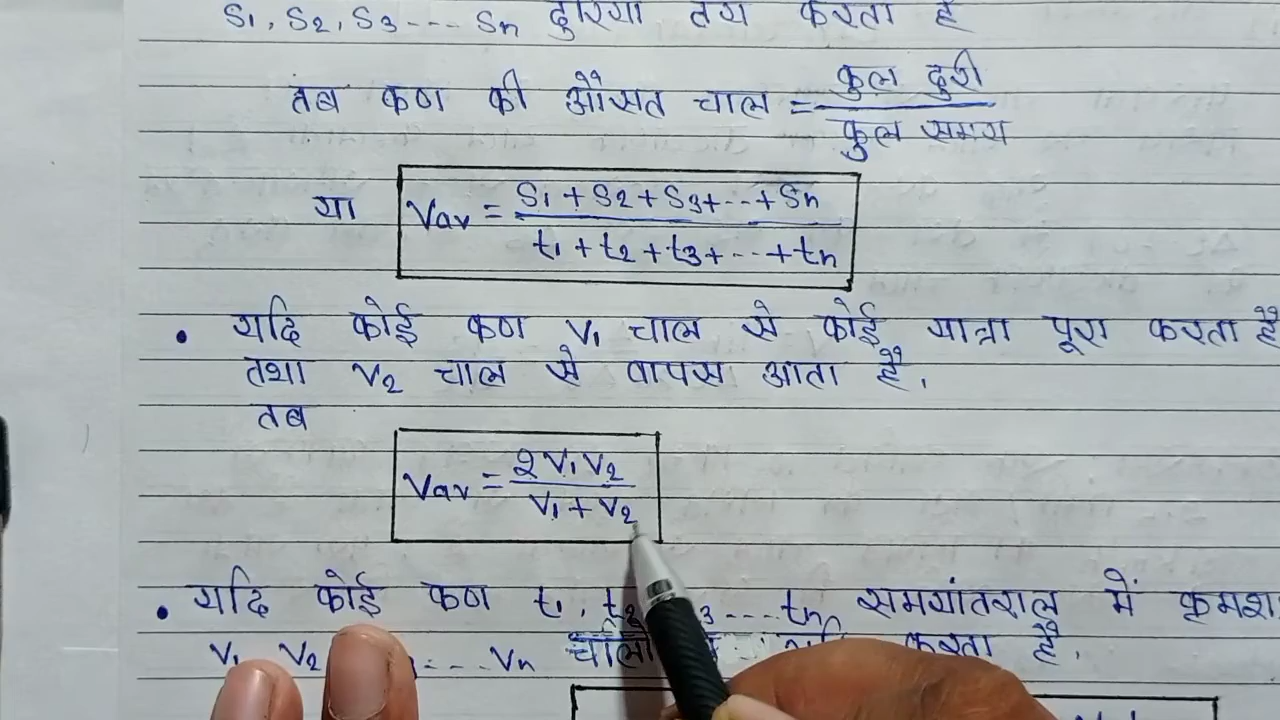 S1, S2, S3 ---- Sn दुरिया तय करता है
तब कण की औसत चाल = कुल दुरी
कुल समय
या Vav = S1 + S2 + S3 + --- + Sn
t1 + t2 + t3 + --- + tn
• यदि कोई कण V1 चाल से कोई यात्रा पूरा करता है
तथा V2 चाल से वापस आता है,
तब
Vav = 2V1V2
V1 + V2
• यदि कोई कण t1, t2 3 ---- tn समयांतराल में क्रमश
V1 V2 ---- Vn करता है,